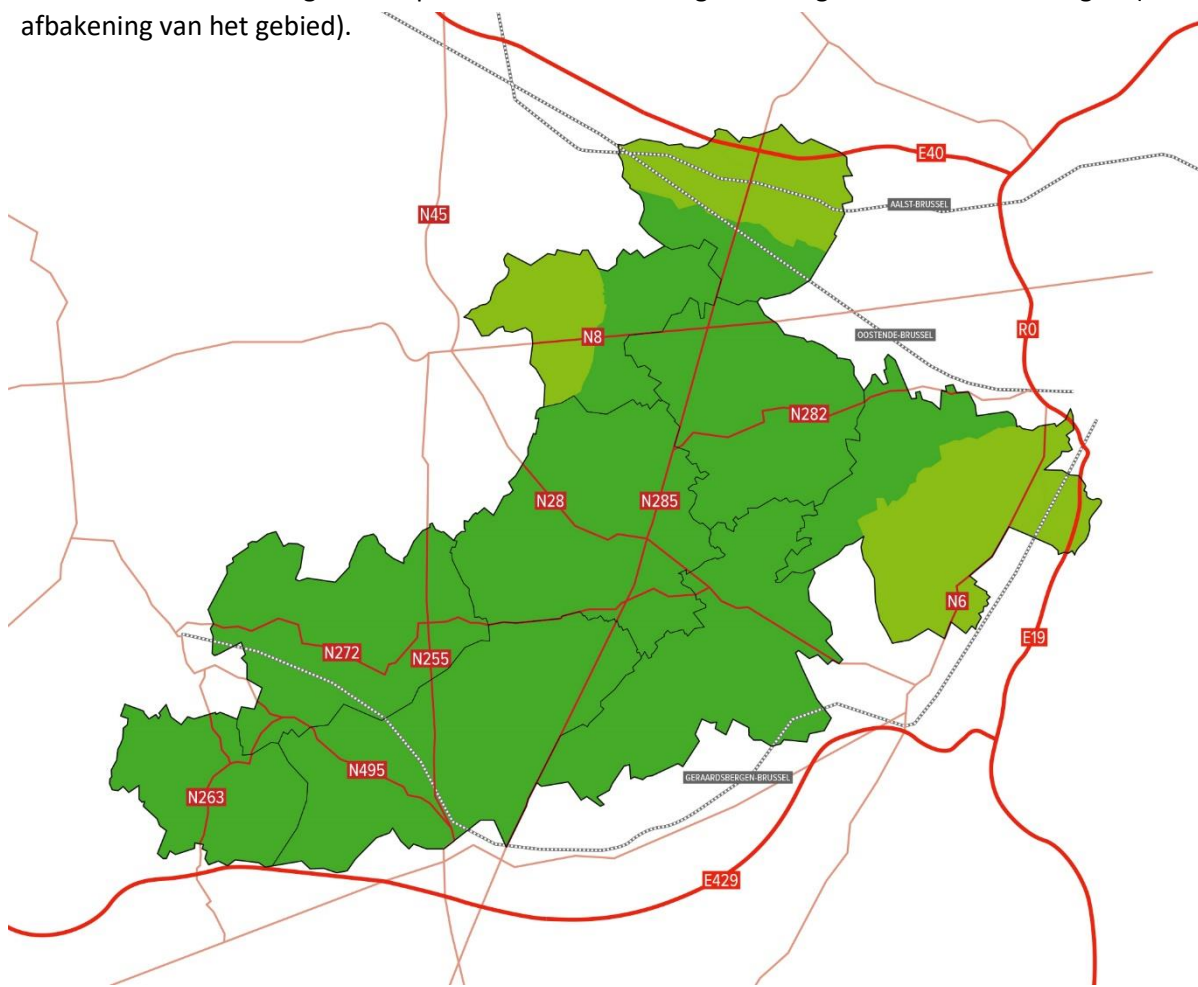 afbakening van het gebied).
E40
N45
AALST-BRUSSEL
R0
N8
OOSTENDE-BRUSSEL
N282
N28
N285
N6
E19
N272
N255
N495
GERAARDSBERGEN-BRUSSEL
N263
E429